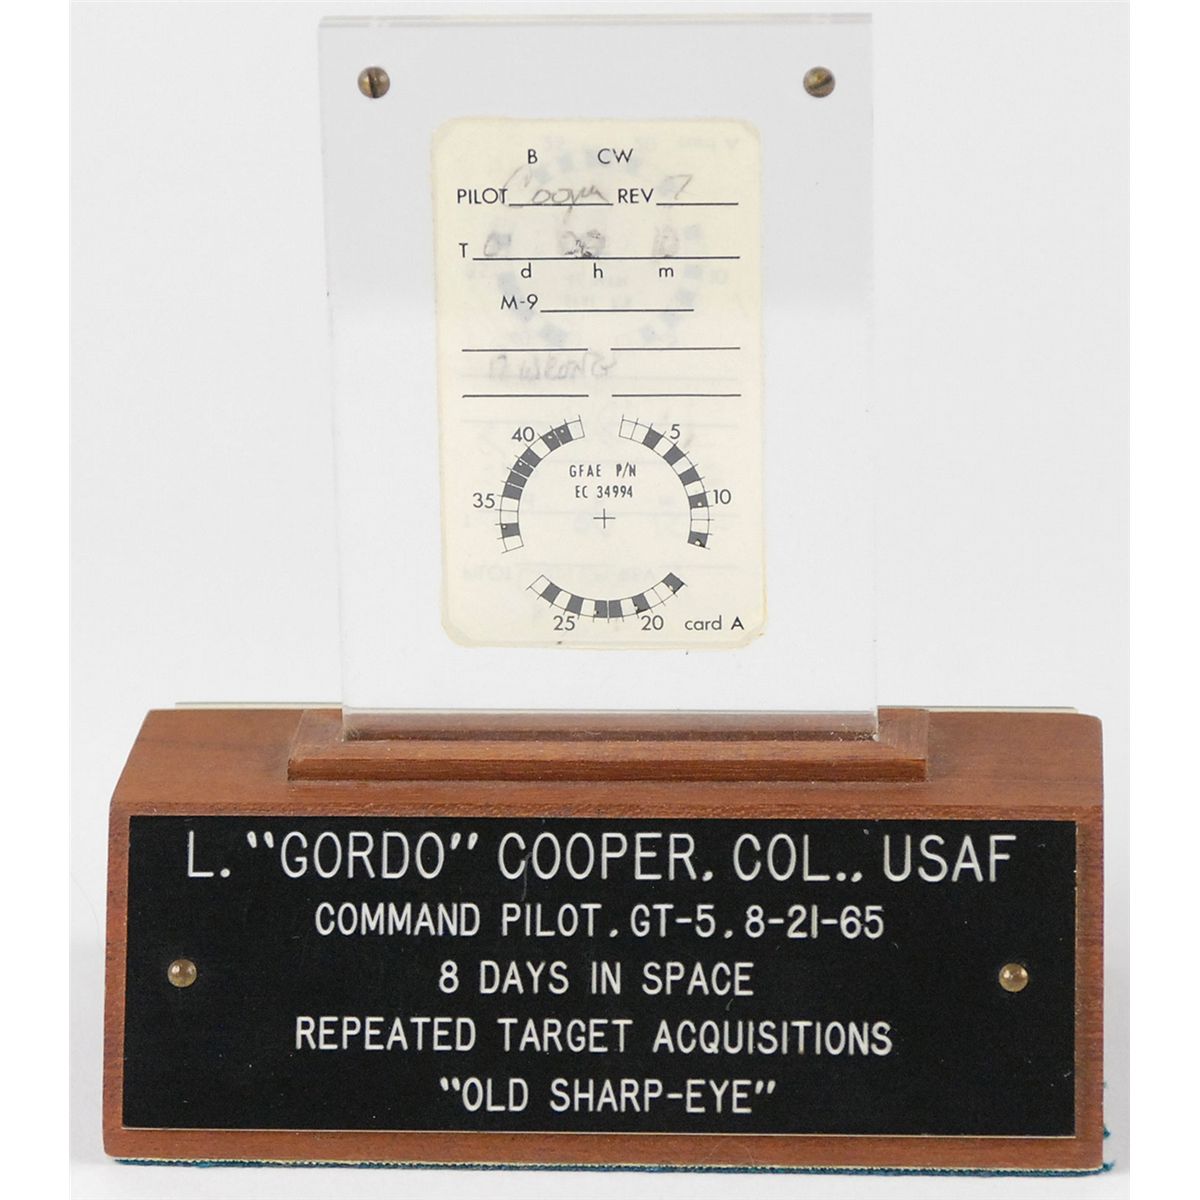 B CW
PILOT Cooper REV 7
T
d h m
M-9
40 5
GFAE P/N
35 EC 34994 10
25 20 card A
L. "GORDO" COOPER, COL., USAF
COMMAND PILOT, GT-5, 8-21-65
8 DAYS IN SPACE
REPEATED TARGET ACQUISITIONS
"OLD SHARP-EYE"